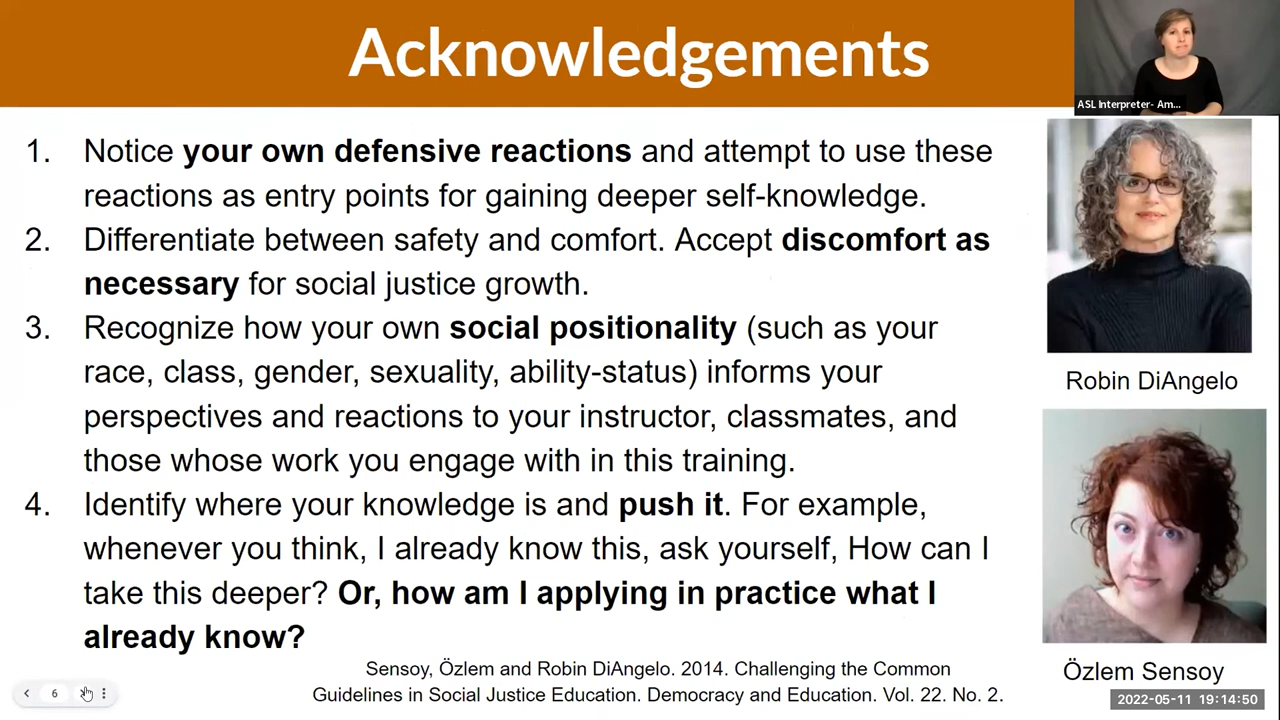 Acknowledgements
ASL Interpreter- Am...
1. Notice your own defensive reactions and attempt to use these
reactions as entry points for gaining deeper self-knowledge.
2. Differentiate between safety and comfort. Accept discomfort as
necessary for social justice growth.
3. Recognize how your own social positionality (such as your
race, class, gender, sexuality, ability-status) informs your
perspectives and reactions to your instructor, classmates, and
those whose work you engage with in this training.
4. Identify where your knowledge is and push it. For example,
whenever you think, I already know this, ask yourself, How can I
take this deeper? Or, how am I applying in practice what I
already know?
Robin DiAngelo
Özlem Sensoy
Sensoy, Özlem and Robin DiAngelo. 2014. Challenging the Common
Guidelines in Social Justice Education. Democracy and Education. Vol. 22. No. 2.
6
2022-05-11 19:14:50